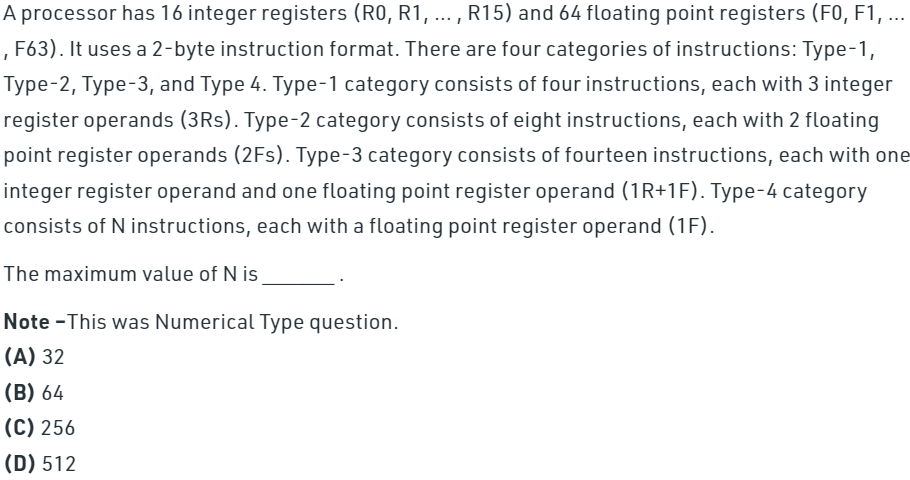 A processor has 16 integer registers (R0, R1, … , R15) and 64 floating point registers (F0, F1, …
, F63). It uses a 2-byte instruction format. There are four categories of instructions: Type-1,
Type-2, Type-3, and Type 4. Type-1 category consists of four instructions, each with 3 integer
register operands (3Rs). Type-2 category consists of eight instructions, each with 2 floating
point register operands (2Fs). Type-3 category consists of fourteen instructions, each with one
integer register operand and one floating point register operand (1R+1F). Type-4 category
consists of N instructions, each with a floating point register operand (1F).
The maximum value of N is ______ .
Note –This was Numerical Type question.
(A) 32
(B) 64
(C) 256
(D) 512